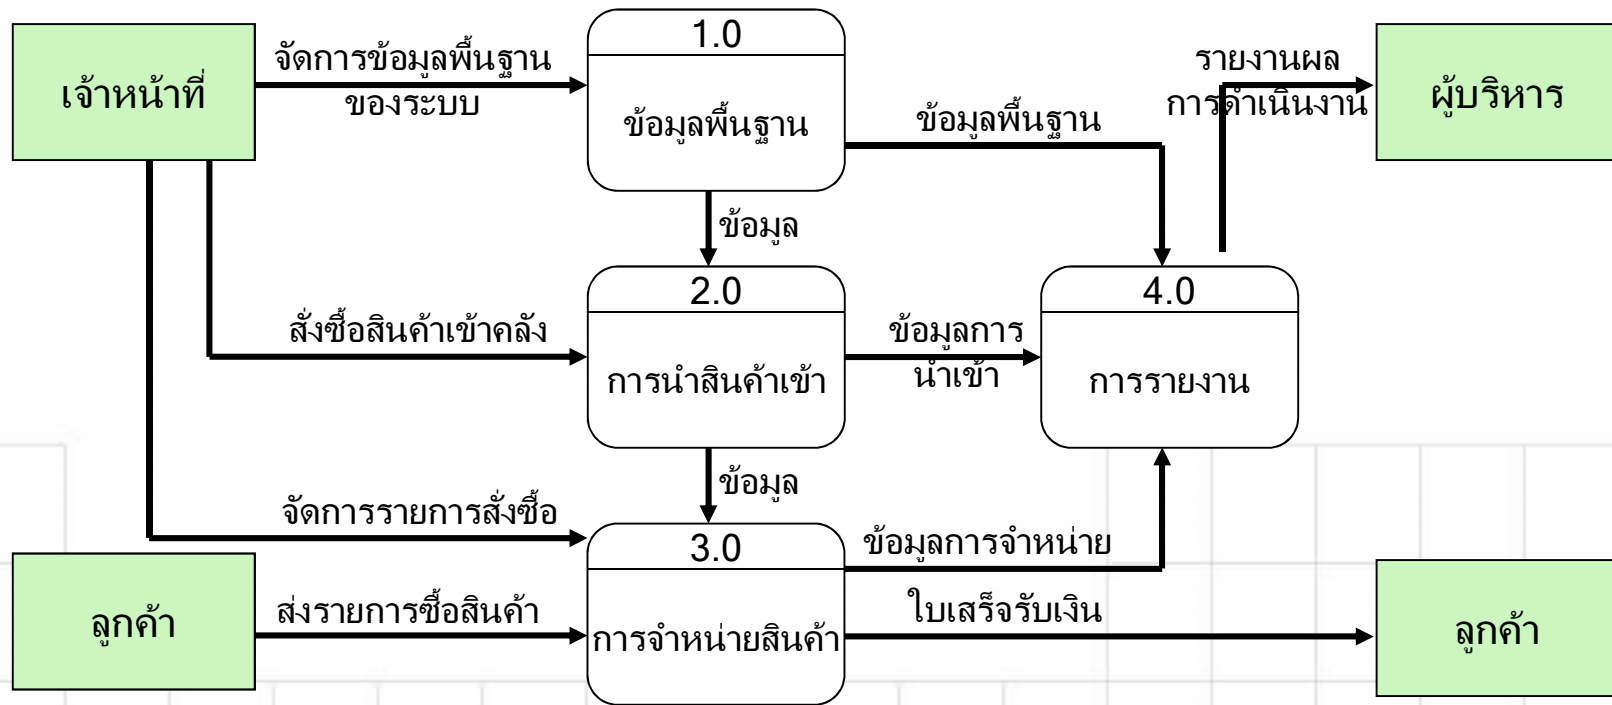 เจ้าหน้าที่
จัดการข้อมูลพื้นฐาน
ของระบบ
1.0
ข้อมูลพื้นฐาน
ข้อมูลพื้นฐาน
รายงานผล
การดำเนินงาน
ผู้บริหาร
ข้อมูล
สั่งซื้อสินค้าเข้าคลัง
2.0
การนำสินค้าเข้า
ข้อมูลการ
นำเข้า
4.0
การรายงาน
ข้อมูล
จัดการรายการสั่งซื้อ
ลูกค้า
ส่งรายการซื้อสินค้า
3.0
การจำหน่ายสินค้า
ข้อมูลการจำหน่าย
ใบเสร็จรับเงิน
ลูกค้า